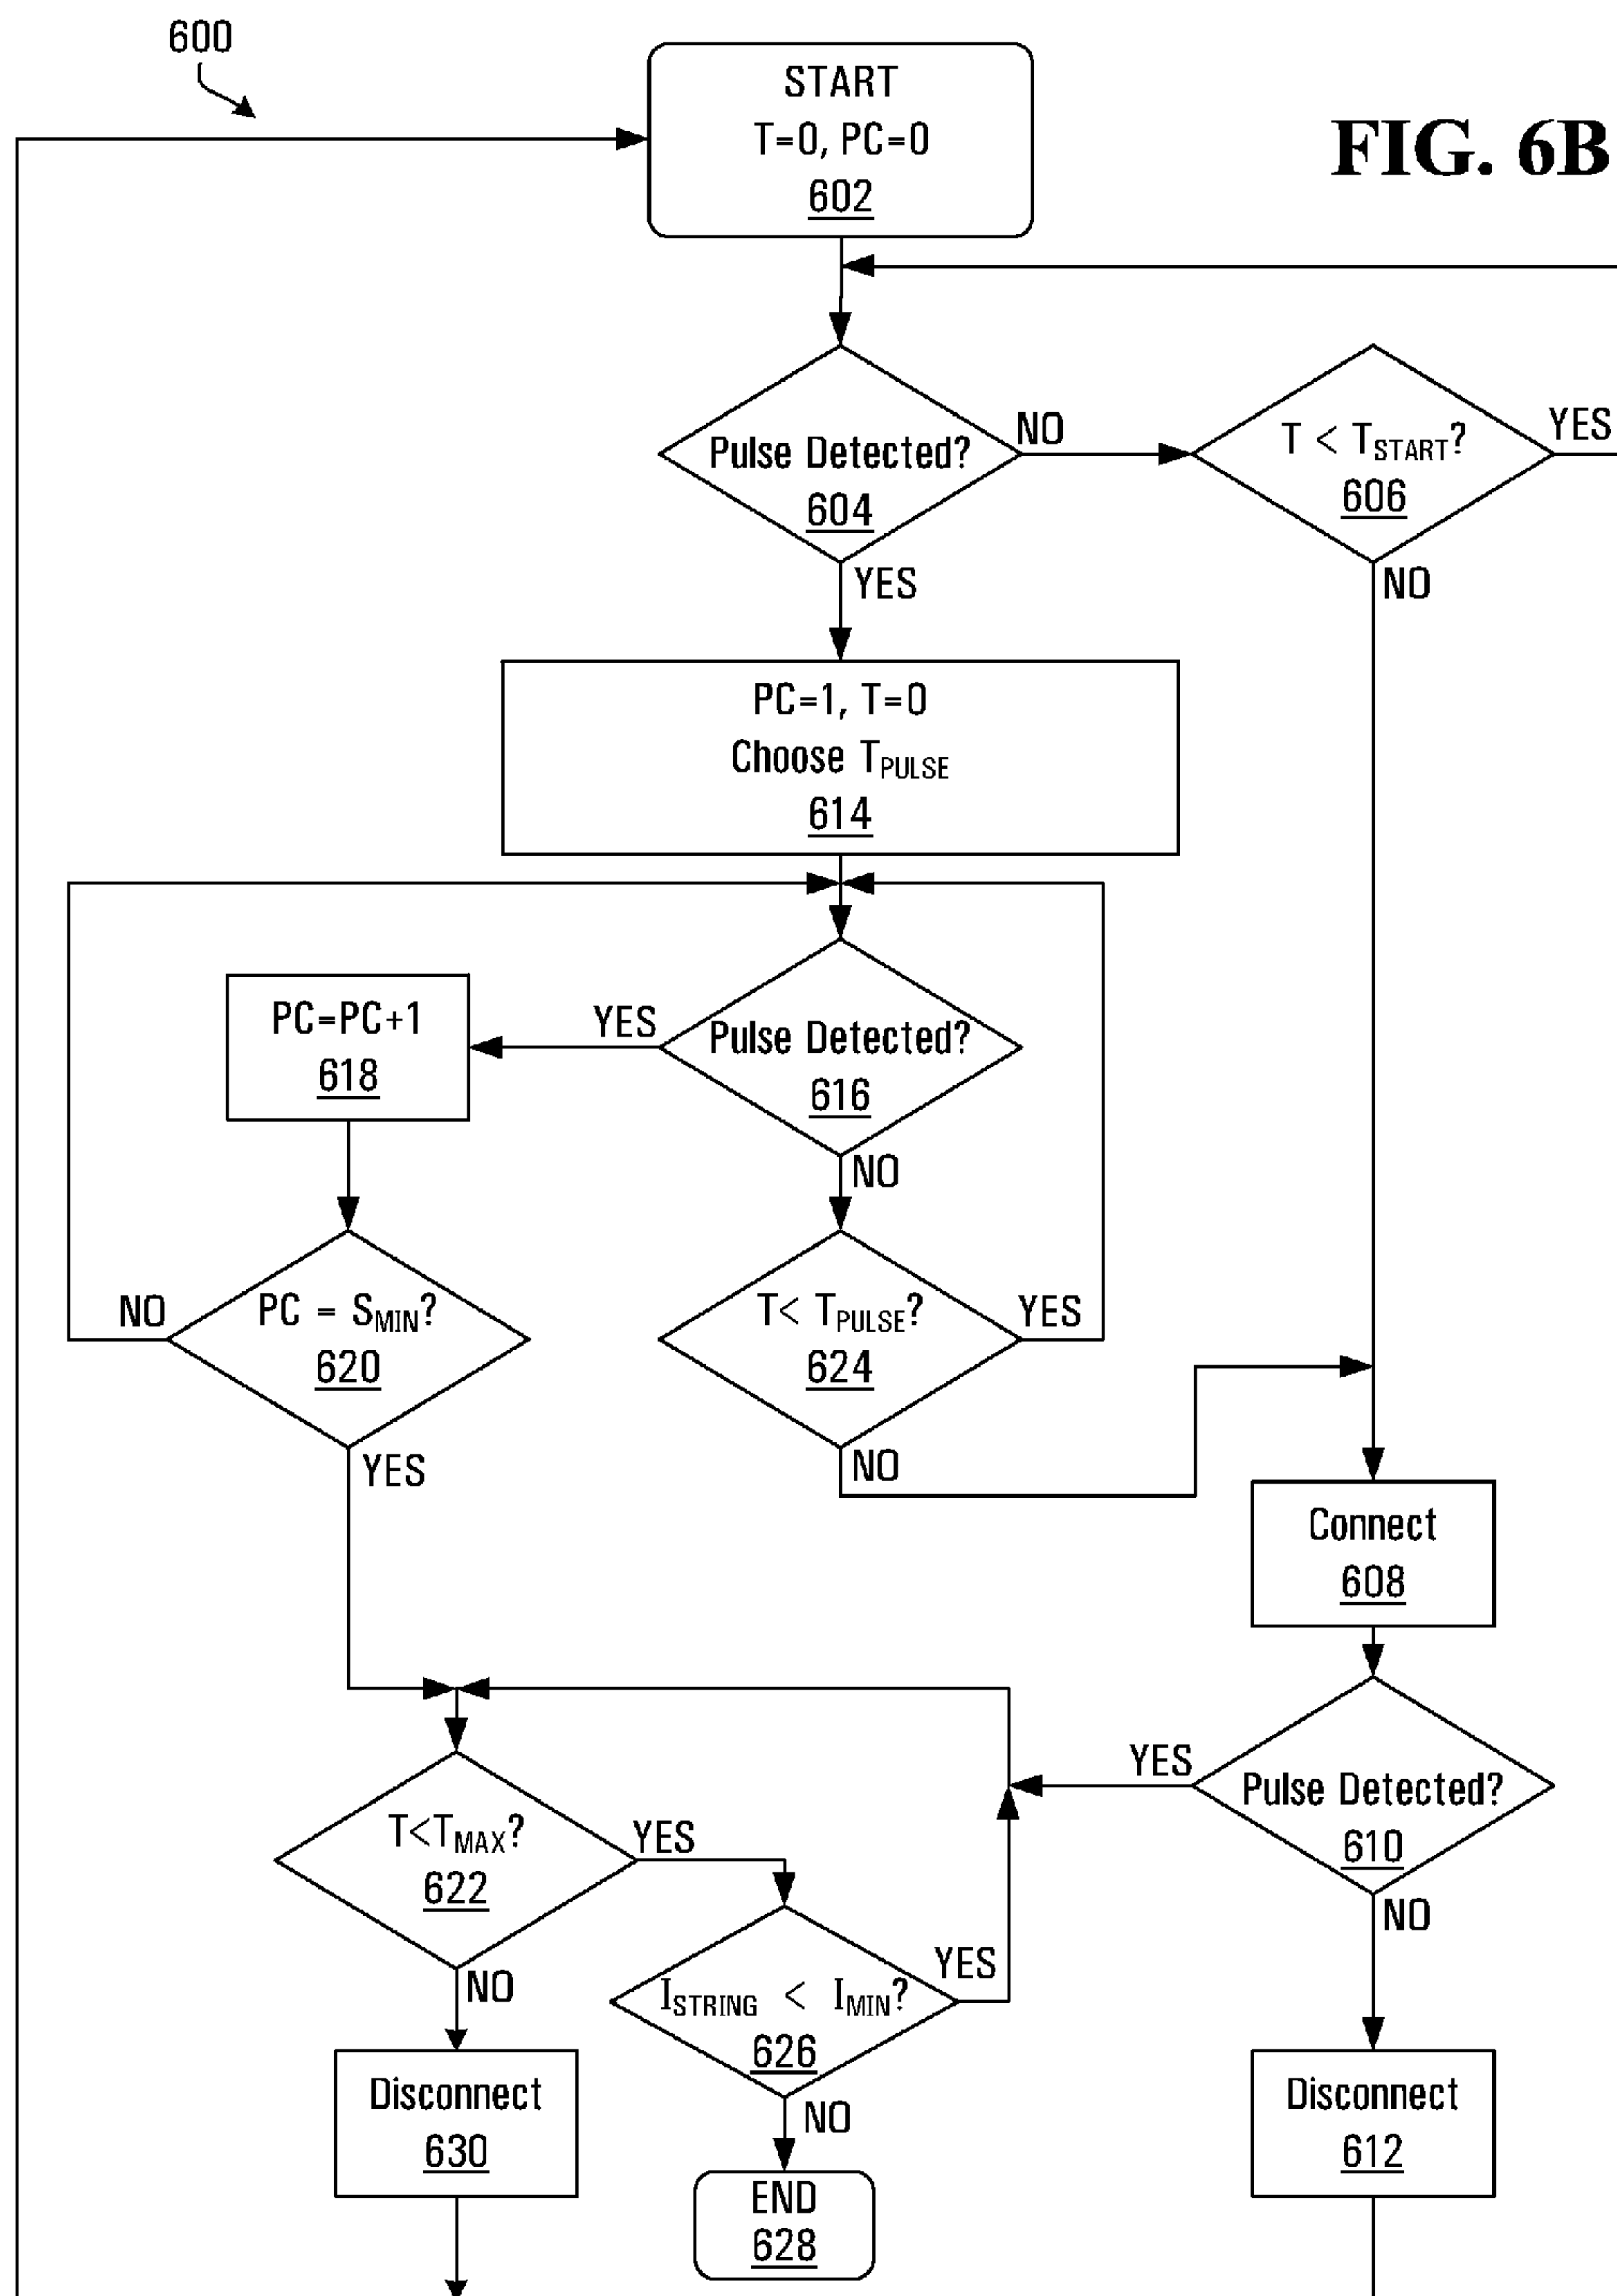 600
START
T=0, PC=0
602
FIG. 6B
Pulse Detected?
604
NO
T < TSTART?
606
YES
YES
NO
PC=1, T=0
Choose TPULSE
614
PC=PC+1
618
YES
Pulse Detected?
616
NO
NO
PC = SMIN?
620
YES
T< TPULSE?
624
YES
NO
Connect
608
YES
Pulse Detected?
610
NO
T<TMAX?
622
YES
NO
ISTRING < IMIN?
626
YES
NO
Disconnect
630
END
628
Disconnect
612